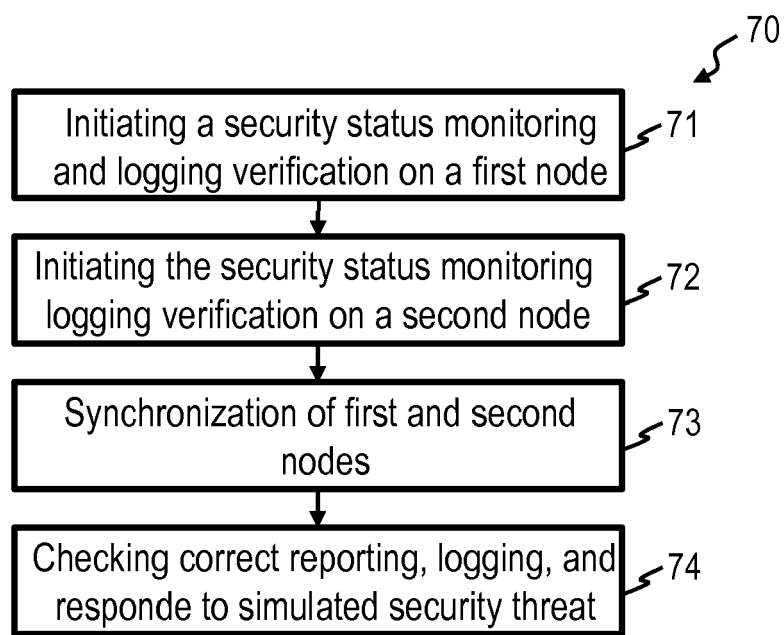 70
Initiating a security status monitoring
and logging verification on a first node
71
Initiating the security status monitoring
logging verification on a second node
72
Synchronization of first and second
nodes
73
Checking correct reporting, logging, and
responde to simulated security threat
74